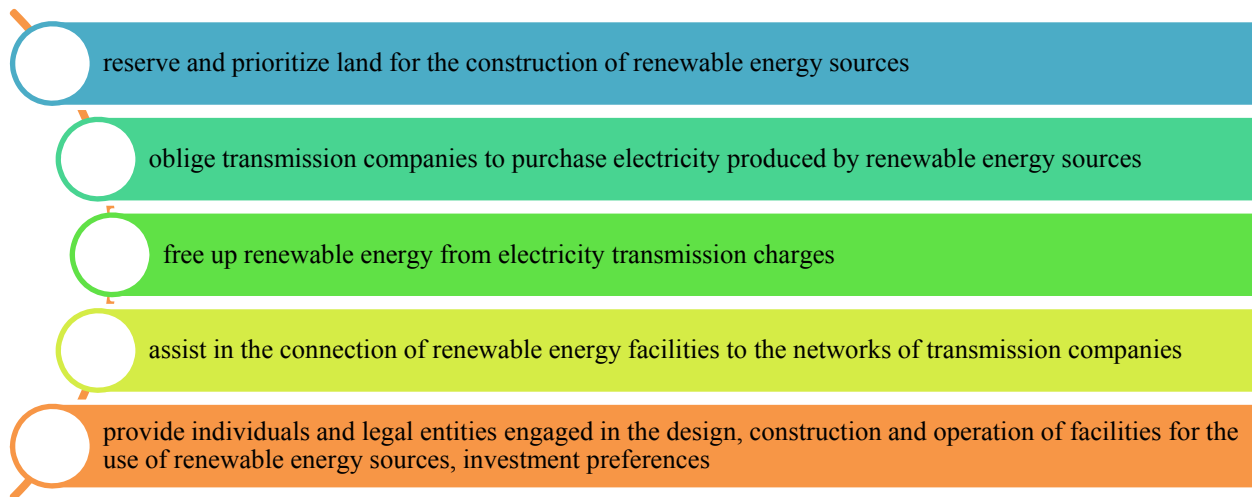 reserve and prioritize land for the construction of renewable energy sources
oblige transmission companies to purchase electricity produced by renewable energy sources
free up renewable energy from electricity transmission charges
assist in the connection of renewable energy facilities to the networks of transmission companies
provide individuals and legal entities engaged in the design, construction and operation of facilities for the
use of renewable energy sources, investment preferences